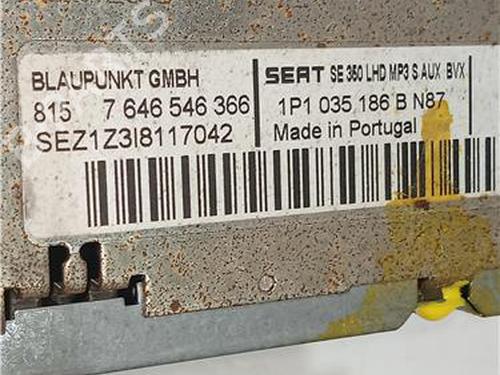 BLAUPUNKT GMBH
815 7 646 546 366
SEZ1Z3I8117042
SEAT SE 350 LHD MP3 S AUX BVX
1P1 035 186 B N87
Made in Portugal